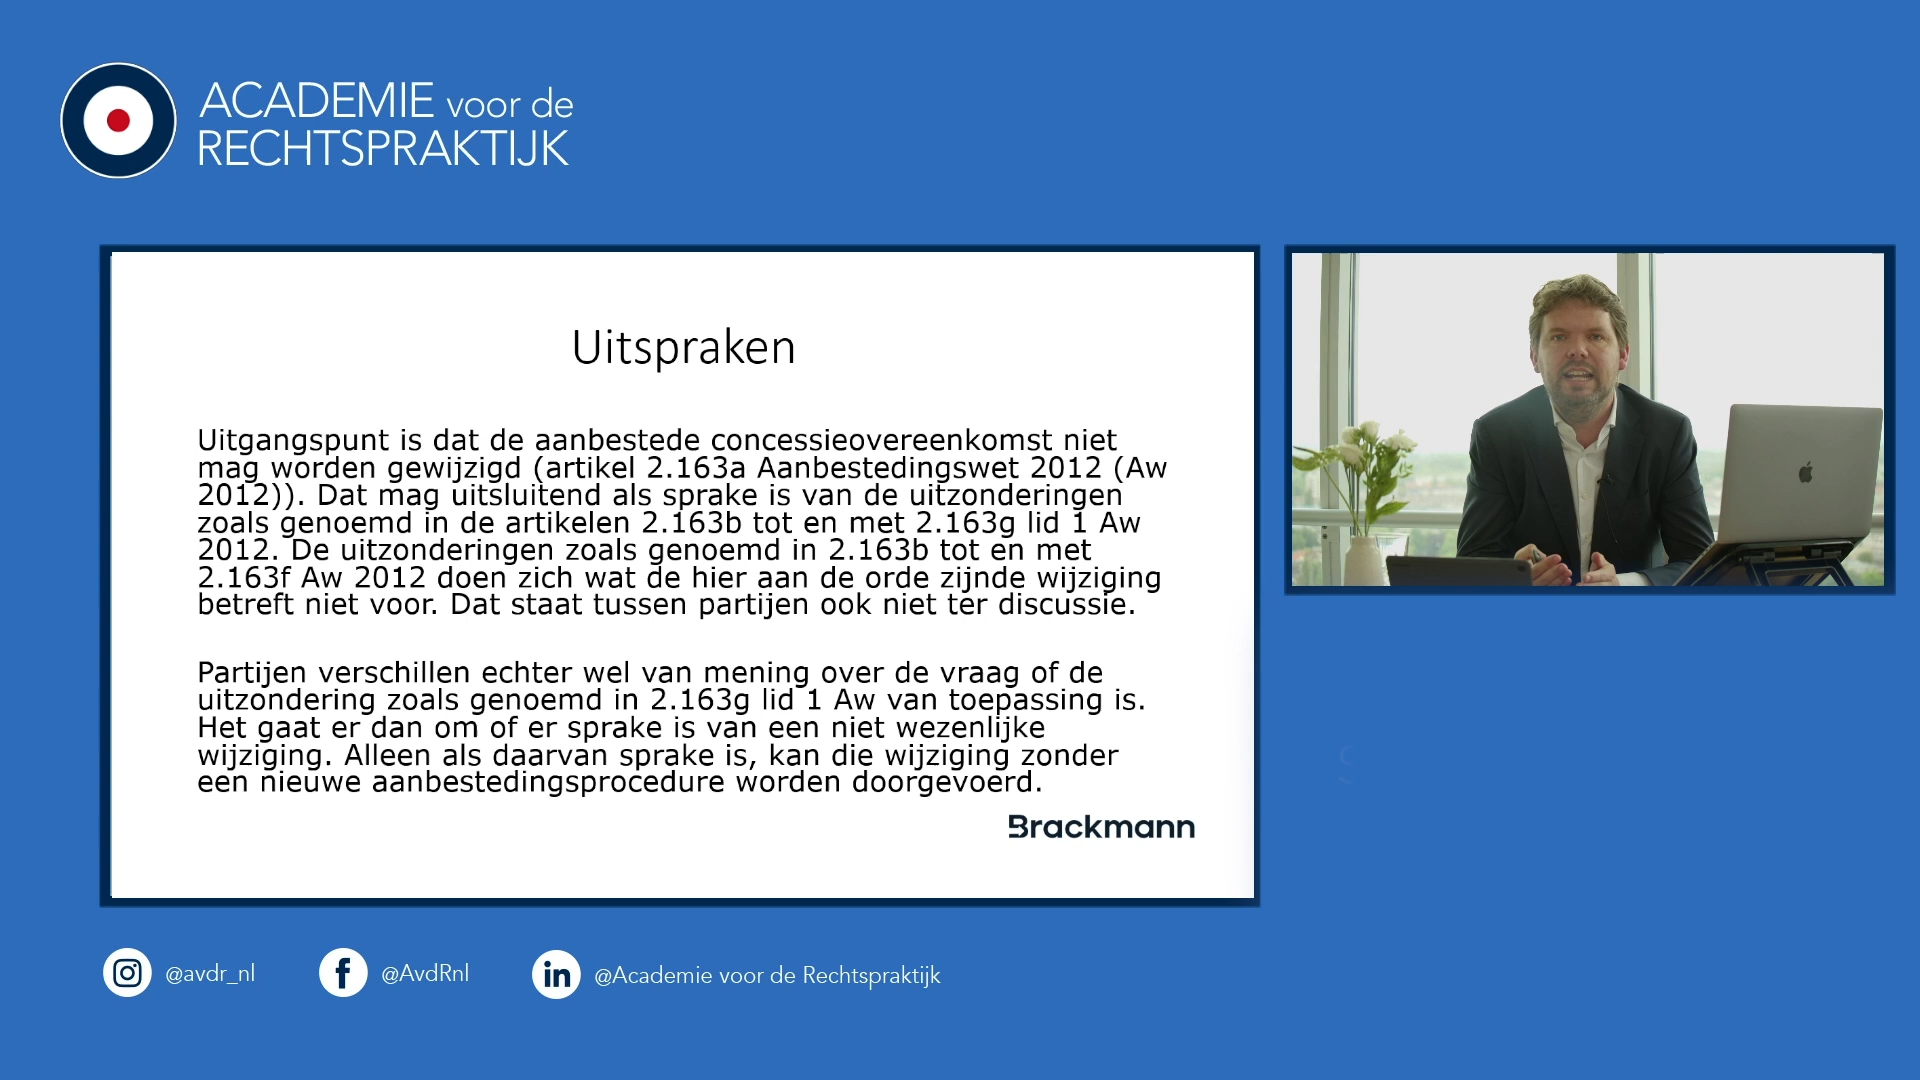 ACADEMIE voor de
RECHTSPRAKTIJK
Uitspraken
Uitgangspunt is dat de aanbestede concessieovereenkomst niet
mag worden gewijzigd (artikel 2.163a Aanbestedingswet 2012 (Aw
2012)). Dat mag uitsluitend als sprake is van de uitzonderingen
zoals genoemd in de artikelen 2.163b tot en met 2.163g lid 1 Aw
2012. De uitzonderingen zoals genoemd in 2.163b tot en met
2.163f Aw 2012 doen zich wat de hier aan de orde zijnde wijziging
betreft niet voor. Dat staat tussen partijen ook niet ter discussie.
Partijen verschillen echter wel van mening over de vraag of de
uitzondering zoals genoemd in 2.163g lid 1 Aw van toepassing is.
Het gaat er dan om of er sprake is van een niet wezenlijke
wijziging. Alleen als daarvan sprake is, kan die wijziging zonder
een nieuwe aanbestedingsprocedure worden doorgevoerd.
Brackmann
@avdr_nl
@AvdRnl
@Academie voor de Rechtspraktijk